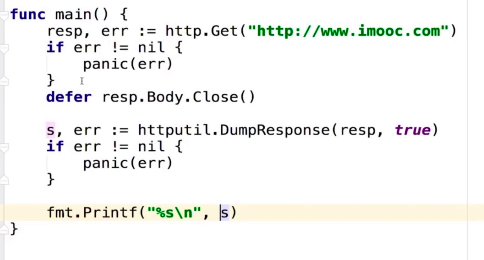 func main() {
    resp, err := http.Get("http://www.imooc.com")
    if err != nil {
        panic(err)
    }
    defer resp.Body.Close()

    s, err := httputil.DumpResponse(resp, true)
    if err != nil {
        panic(err)
    }

    fmt.Printf("%s\n", s)
}